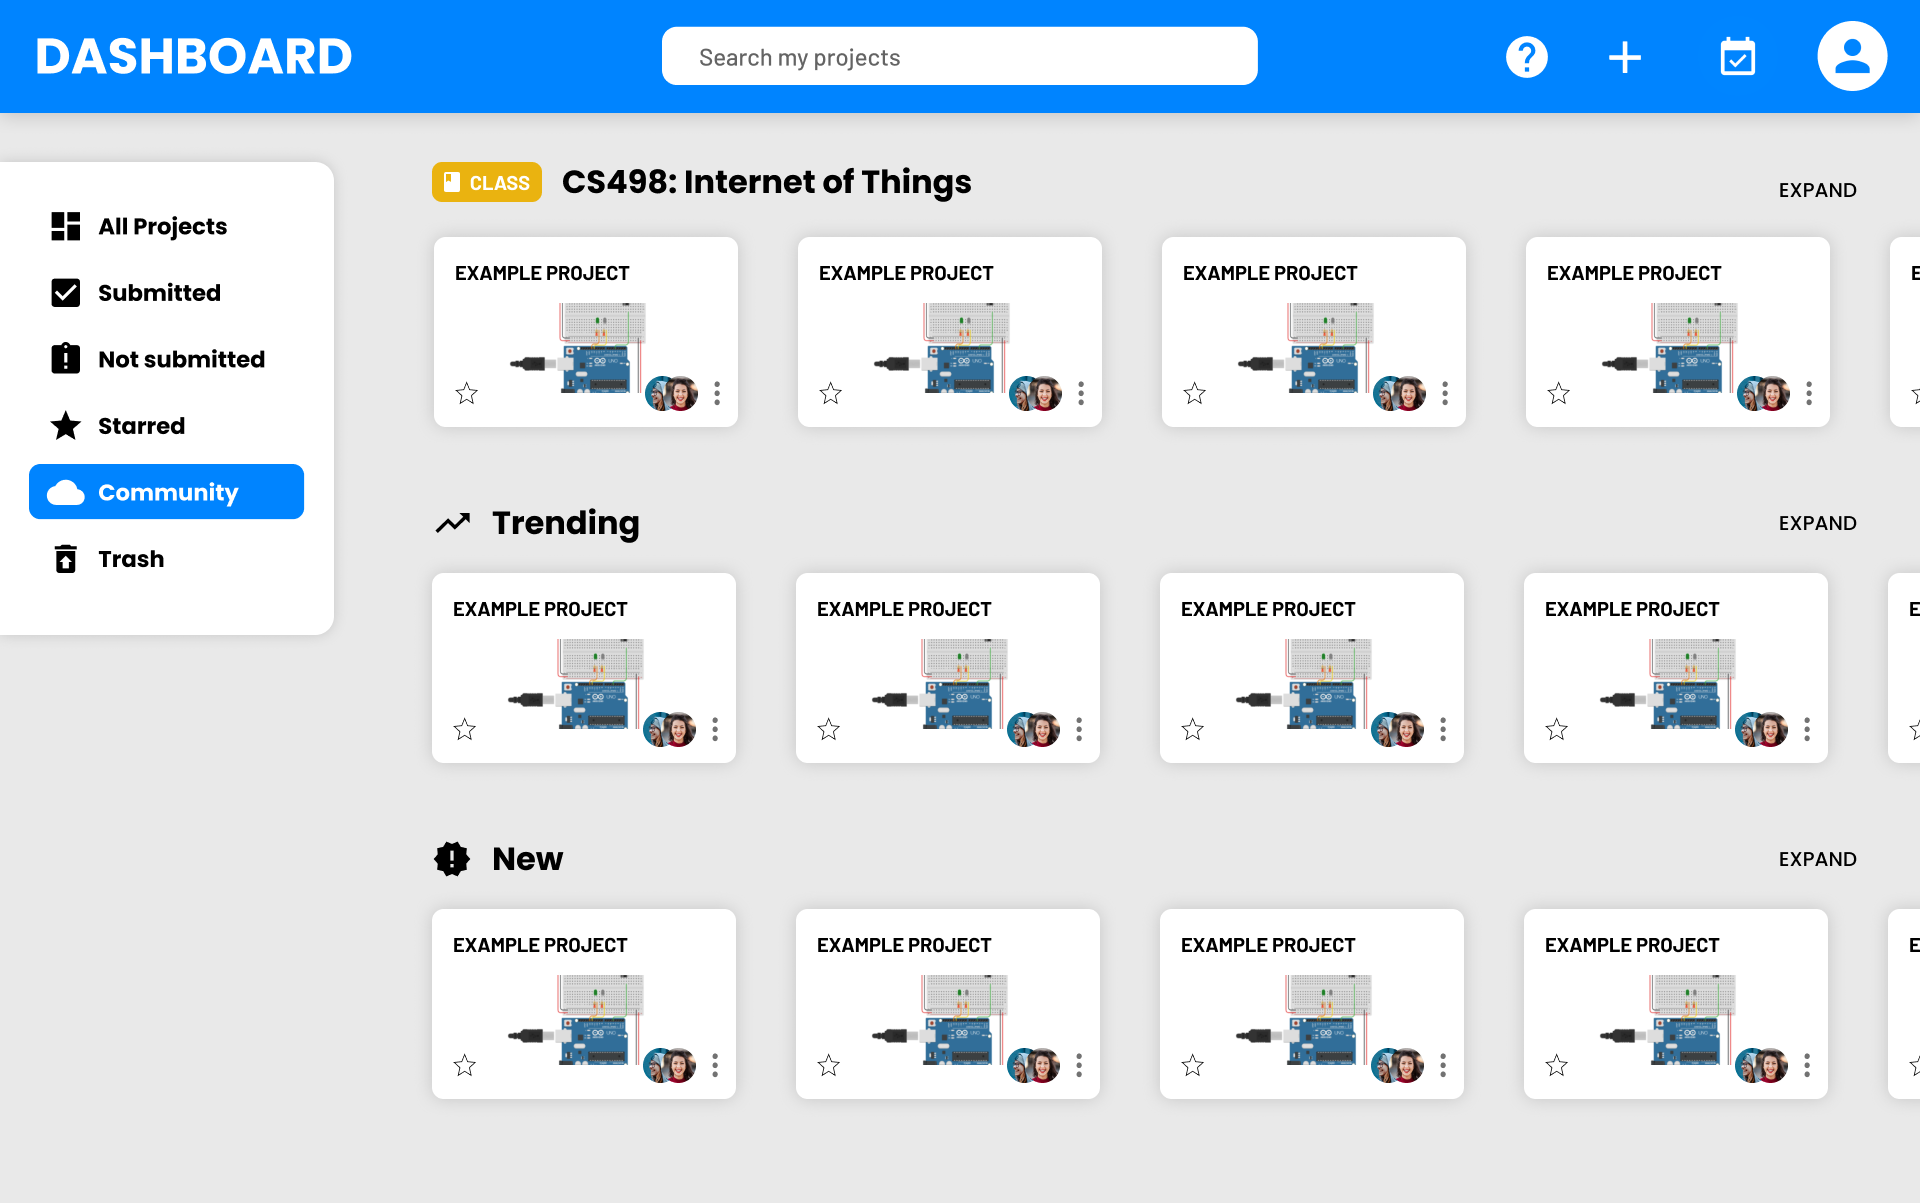 DASHBOARD
Search my projects
All Projects
Submitted
Not submitted
Starred
Community
Trash
CLASS
CS498: Internet of Things
EXPAND
EXAMPLE PROJECT
EXAMPLE PROJECT
EXAMPLE PROJECT
EXAMPLE PROJECT
E
Trending
EXPAND
EXAMPLE PROJECT
EXAMPLE PROJECT
EXAMPLE PROJECT
EXAMPLE PROJECT
E
New
EXPAND
EXAMPLE PROJECT
EXAMPLE PROJECT
EXAMPLE PROJECT
EXAMPLE PROJECT
E